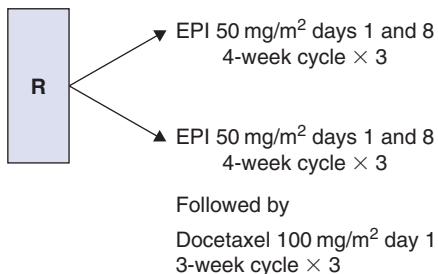 R
EPI 50 mg/m² days 1 and 8
4-week cycle × 3
EPI 50 mg/m² days 1 and 8
4-week cycle × 3
Followed by
Docetaxel 100 mg/m² day 1
3-week cycle × 3